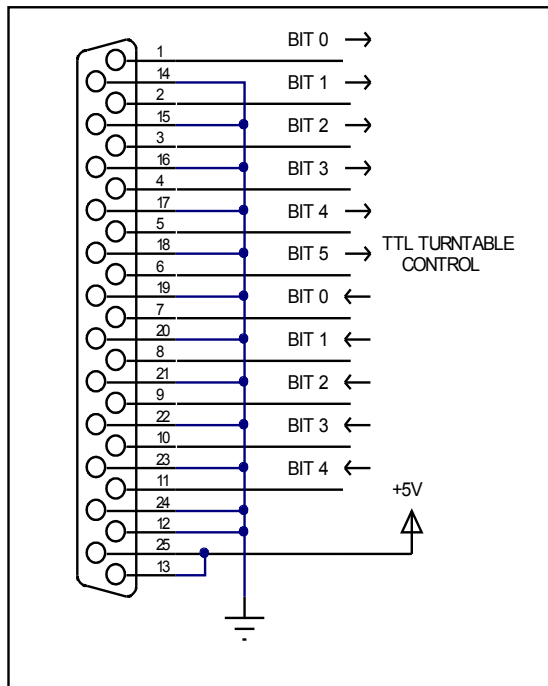 BIT 0 →
1
14
BIT 1 →
2
15
BIT 2 →
3
16
BIT 3 →
4
17
BIT 4 →
5
18
BIT 5 →
TTL TURNTABLE
CONTROL
6
19
BIT 0 ←
7
20
BIT 1 ←
8
21
BIT 2 ←
9
22
BIT 3 ←
10
23
BIT 4 ←
11
+5V
24
12
25
13